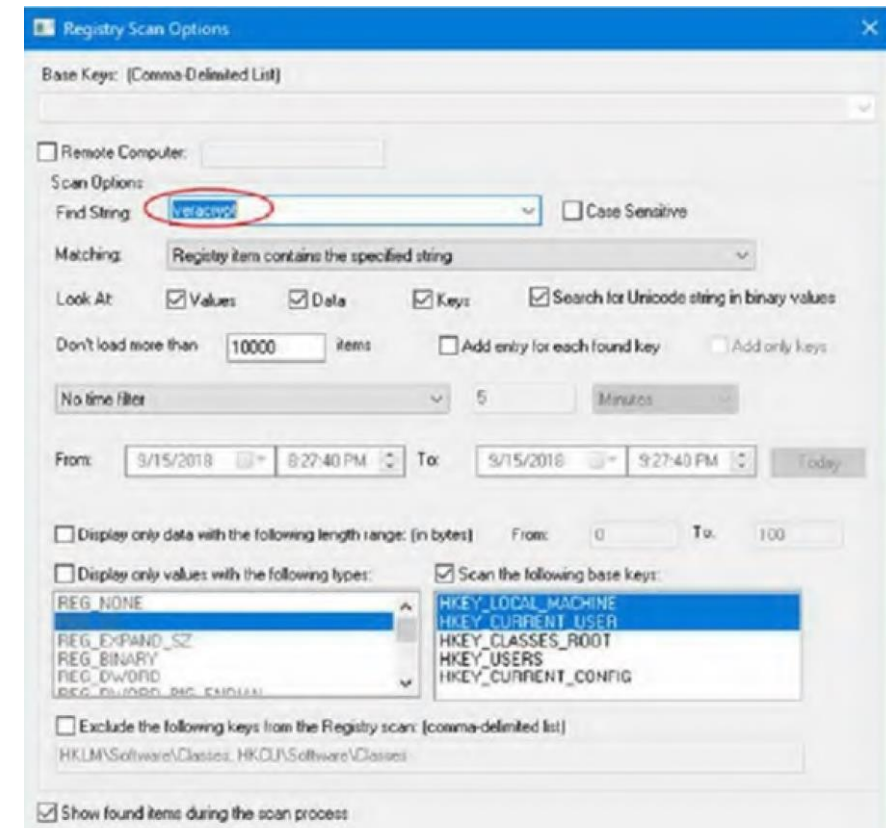 Registry Scan Options
Base Keys: (Comma-Delimited List)
Remote Computer:
Scan Options
Find String: veracrypt Case Sensitive
Matching: Registry item contains the specified string
Look At: Values Data Keys Search for Unicode string in binary values
Don't load more than 10000 items Add entry for each found key Add only keys
No time filter 5 Minutes
From: 9/15/2018 8:27:40 PM To: 9/15/2018 9:27:40 PM Today
Display only data with the following length range: (in bytes) From: 0 To: 100
Display only values with the following types: Scan the following base keys:
REG_NONE HKEY_LOCAL_MACHINE
HKEY_CURRENT_USER
REG_EXPAND_SZ HKEY_CLASSES_ROOT
REG_BINARY HKEY_USERS
REG_DWORD HKEY_CURRENT_CONFIG
REG_DWORD_BIG_ENDIAN
Exclude the following keys from the Registry scan: (comma-delimited list)
HKLM\Software\Classes, HKCU\Software\Classes
Show found items during the scan process